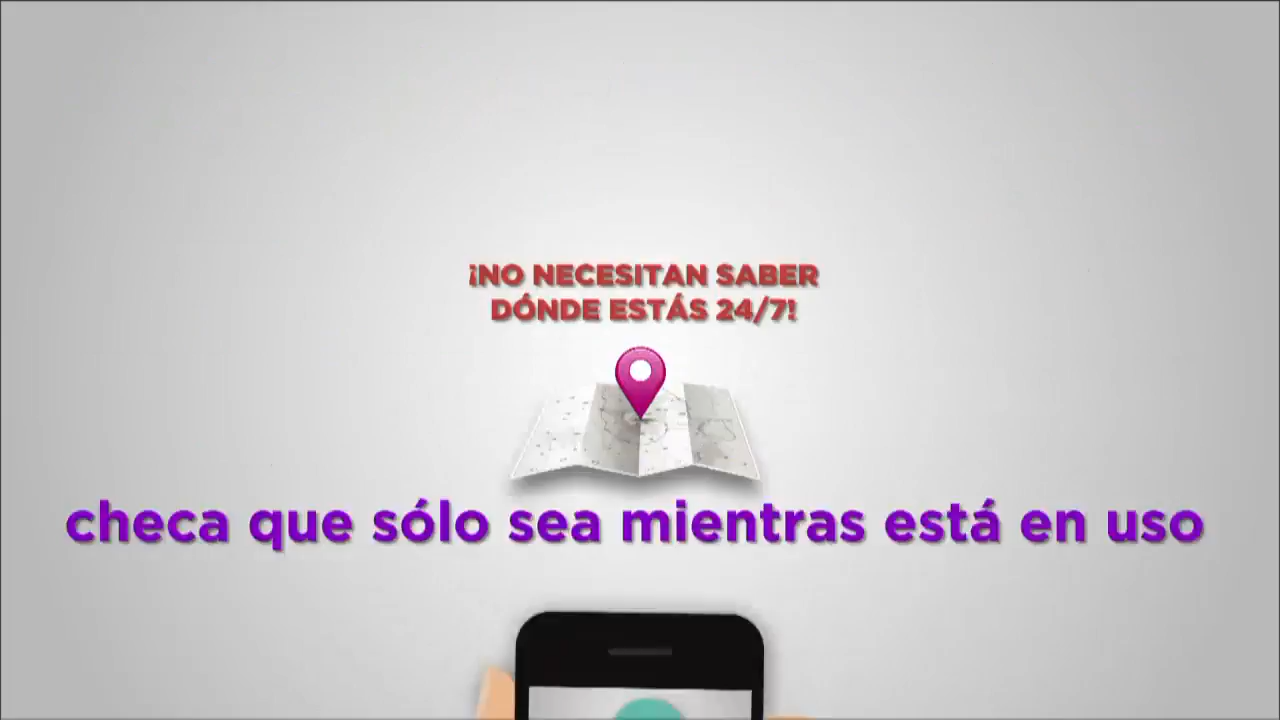 ¡NO NECESITAN SABER
DÓNDE ESTÁS 24/7!
checa que sólo sea mientras está en uso